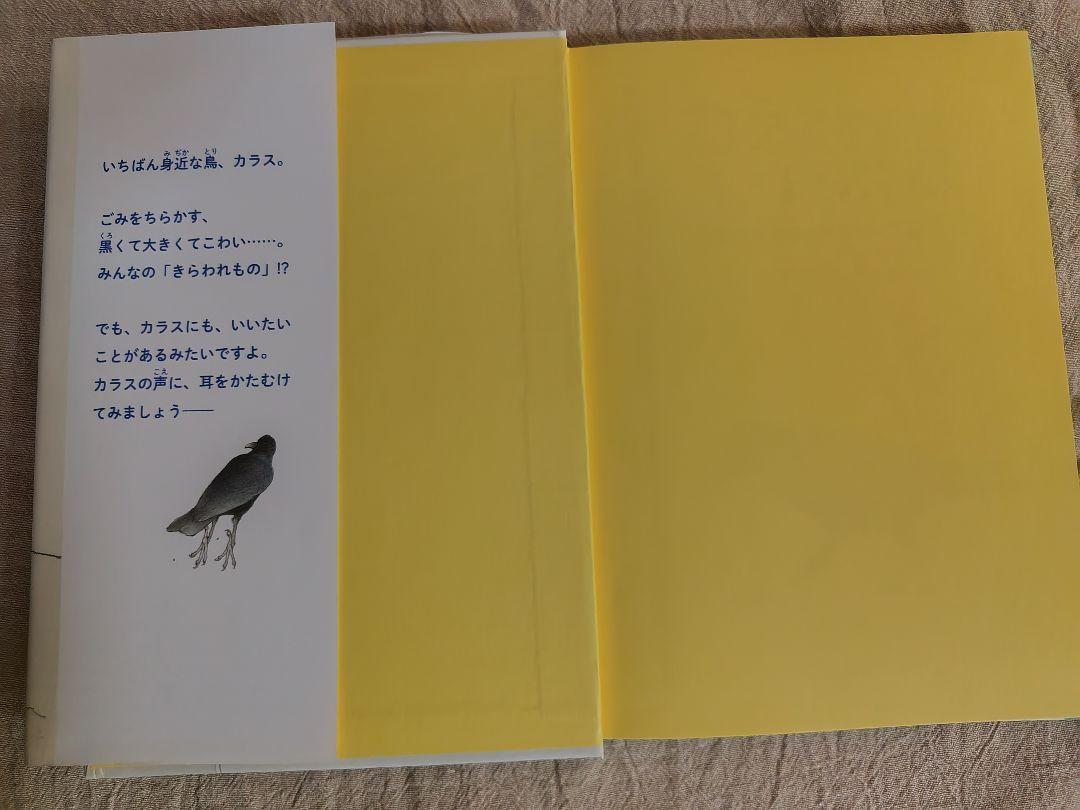 いちばん身近な鳥、カラス。
ごみをちらかす、
黒くて大きくてこわい……。
みんなの「きらわれもの」!?
でも、カラスにも、いいたい
ことがあるみたいですよ。
カラスの声に、耳をかたむけ
てみましょう——